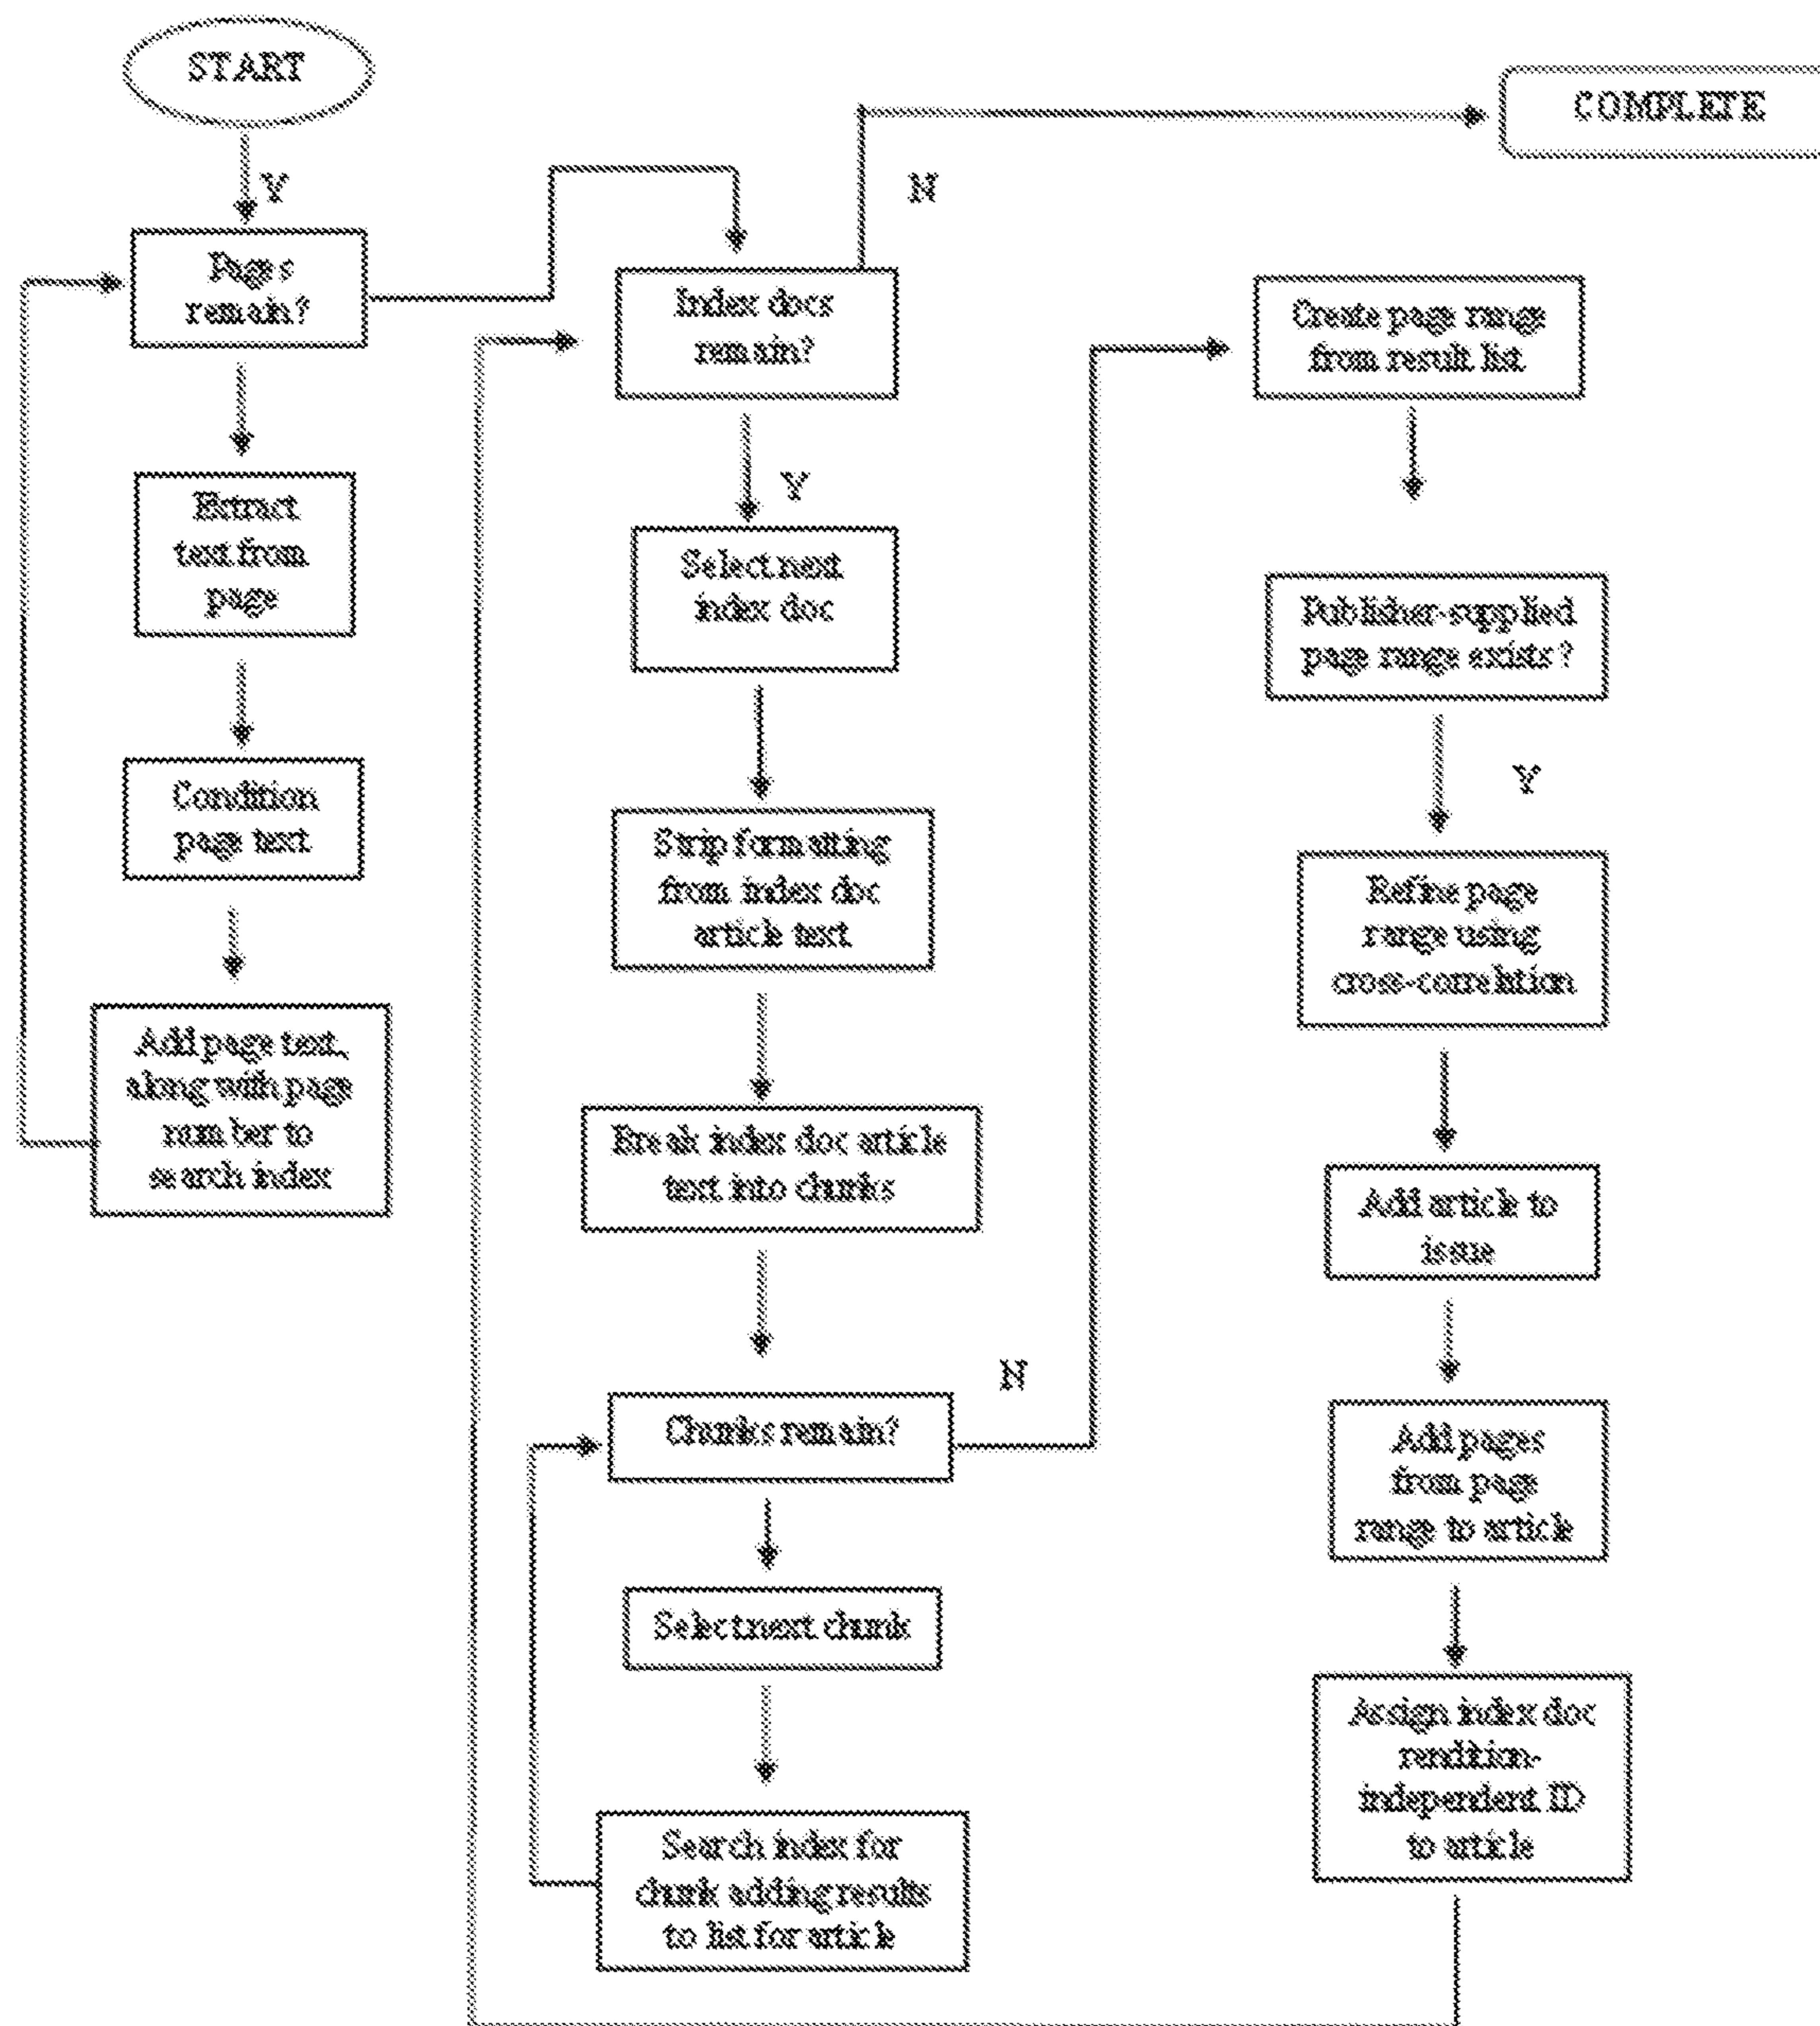 START
Y
Pages
remain?
Extract
text from
page
Condition
page text
Add page text,
along with page
number to
search index
Index docs
remain?
N
COMPLETE
Y
Select next
index doc
Strip formatting
from index doc
article text
Break index doc article
text into chunks
Chunks remain?
N
Select next chunk
Search index for
chunk adding results
to list for article
Create page range
from result list
Publisher-supplied
page range exists?
Y
Refine page
range using
cross-correlation
Add article to
issue
Add pages
from page
range to article
Assign index doc
rendition-
independent ID
to article